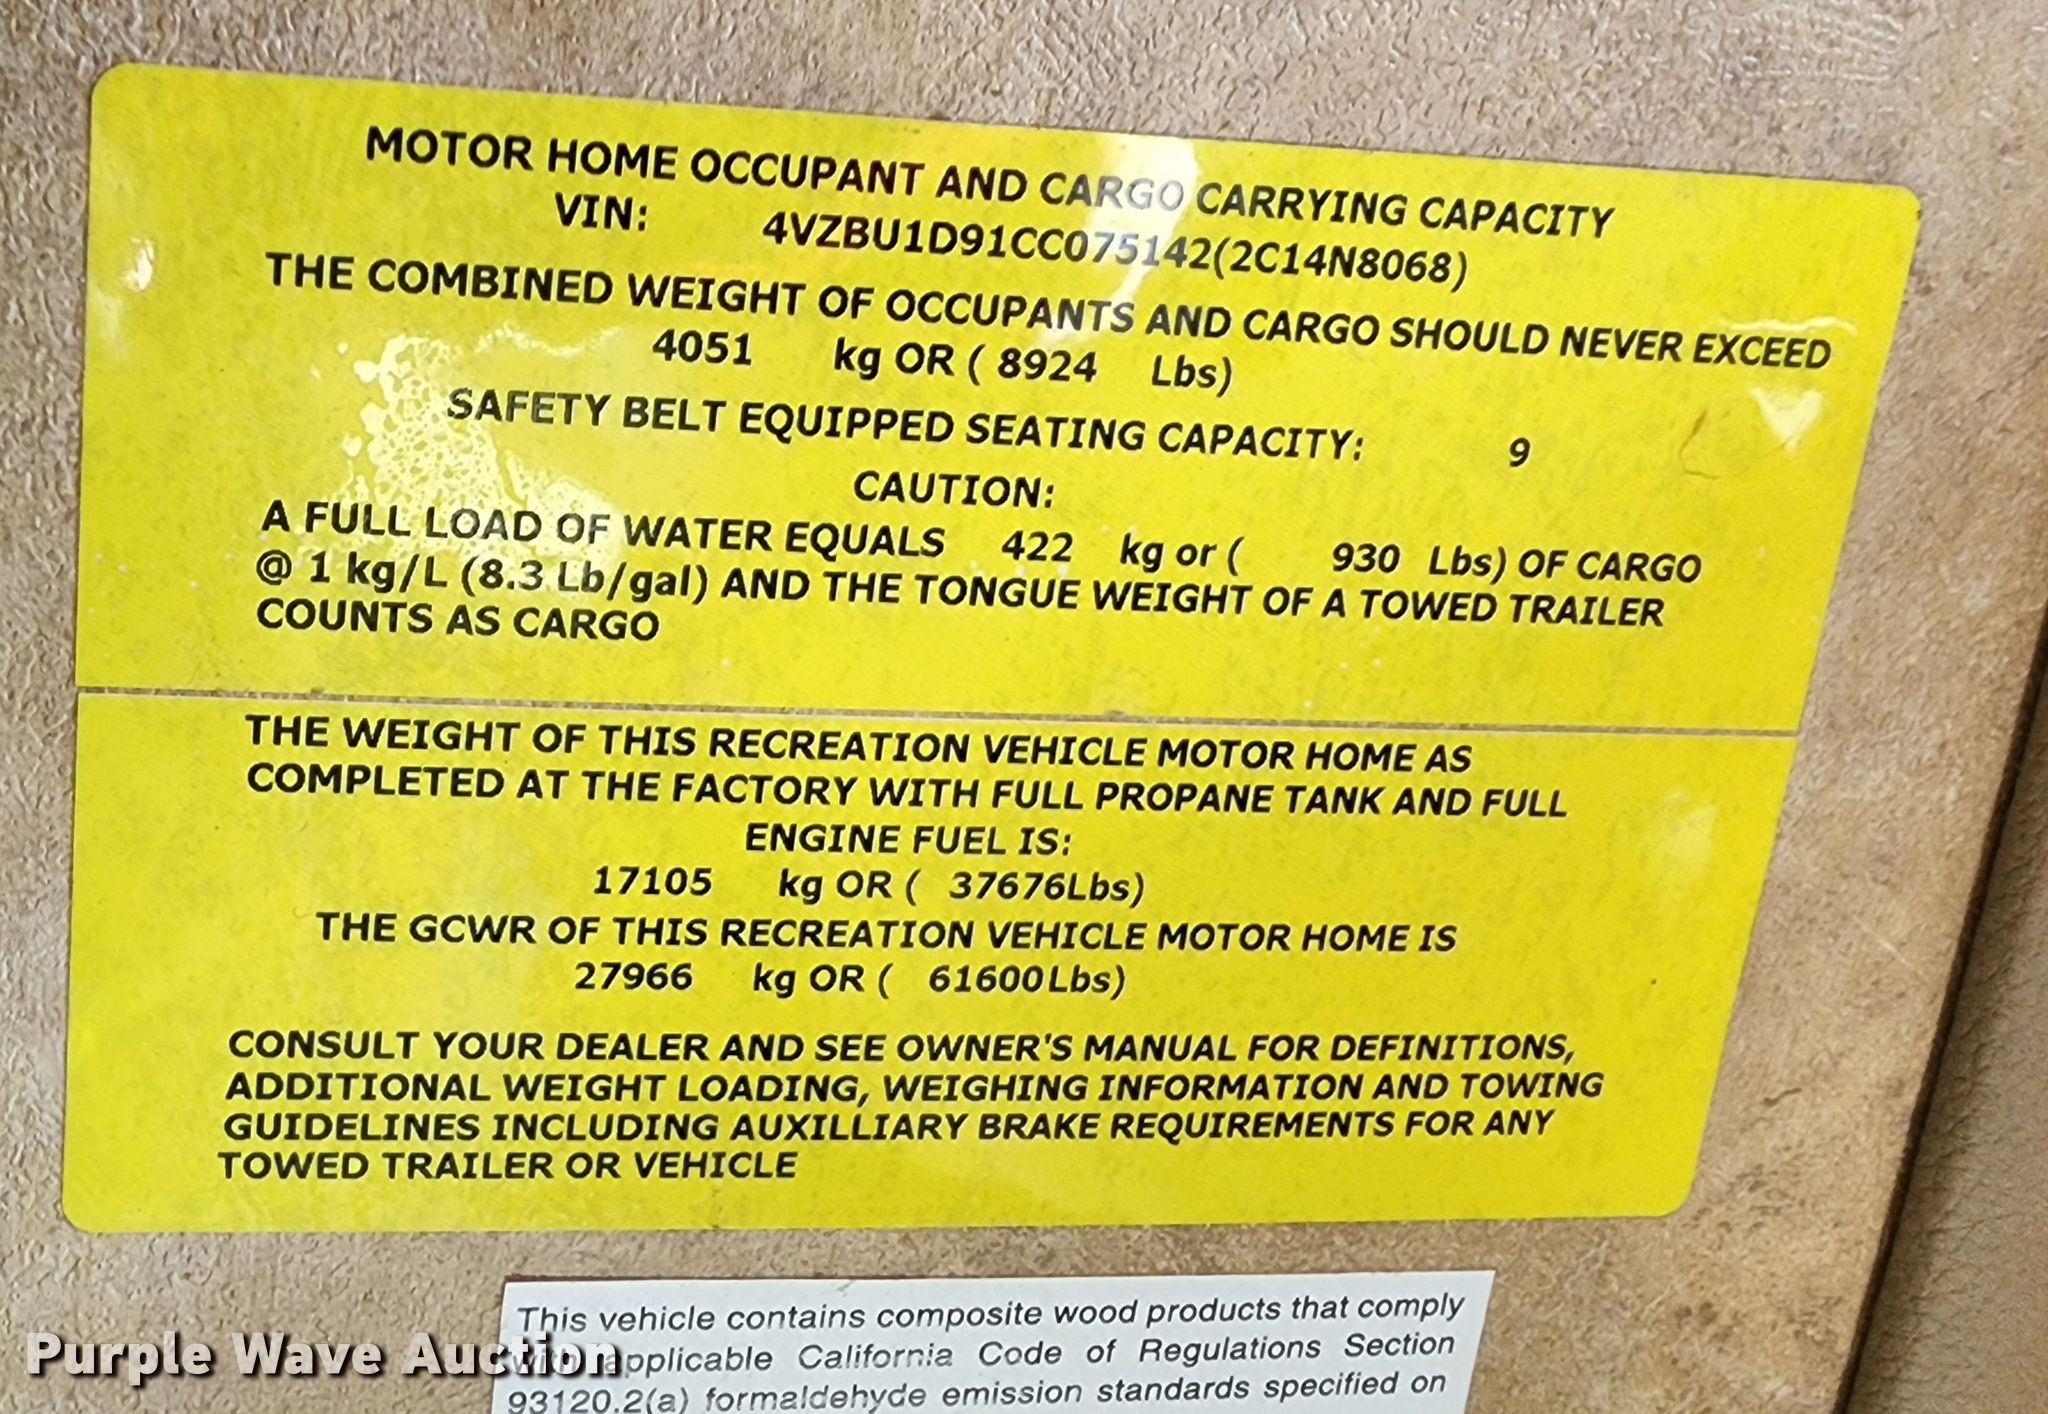 MOTOR HOME OCCUPANT AND CARGO CARRYING CAPACITY
VIN: 4VZBU1D91CC075142(2C14N8068)
THE COMBINED WEIGHT OF OCCUPANTS AND CARGO SHOULD NEVER EXCEED
4051 kg OR ( 8924 Lbs)
SAFETY BELT EQUIPPED SEATING CAPACITY: 9
CAUTION:
A FULL LOAD OF WATER EQUALS 422 kg or ( 930 Lbs) OF CARGO
@ 1 kg/L (8.3 Lb/gal) AND THE TONGUE WEIGHT OF A TOWED TRAILER
COUNTS AS CARGO
THE WEIGHT OF THIS RECREATION VEHICLE MOTOR HOME AS
COMPLETED AT THE FACTORY WITH FULL PROPANE TANK AND FULL
ENGINE FUEL IS:
17105 kg OR ( 37676Lbs)
THE GCWR OF THIS RECREATION VEHICLE MOTOR HOME IS
27966 kg OR ( 61600Lbs)
CONSULT YOUR DEALER AND SEE OWNER'S MANUAL FOR DEFINITIONS,
ADDITIONAL WEIGHT LOADING, WEIGHING INFORMATION AND TOWING
GUIDELINES INCLUDING AUXILLIARY BRAKE REQUIREMENTS FOR ANY
TOWED TRAILER OR VEHICLE
This vehicle contains composite wood products that comply
with applicable California Code of Regulations Section
93120.2(a) formaldehyde emission standards specified on
Purple Wave Auction